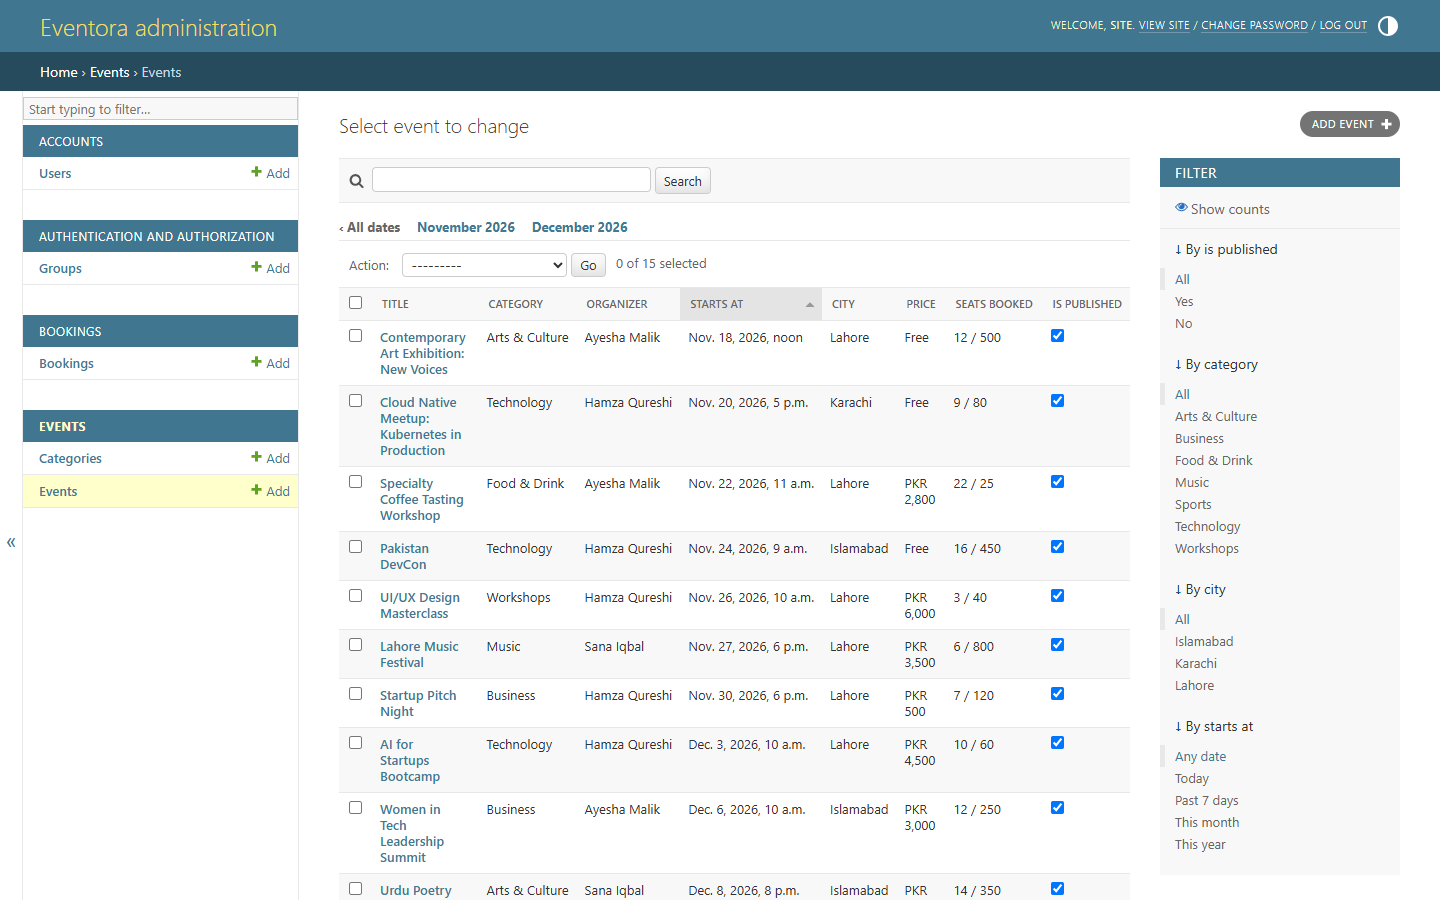 Eventora administration
WELCOME, SITE. VIEW SITE / CHANGE PASSWORD / LOG OUT
Home › Events › Events
Start typing to filter...
ACCOUNTS
Users Add
AUTHENTICATION AND AUTHORIZATION
Groups Add
BOOKINGS
Bookings Add
EVENTS
Categories Add
Events Add
«
Select event to change
ADD EVENT
Search
‹ All dates November 2026 December 2026
Action: --------- Go 0 of 15 selected
TITLE CATEGORY ORGANIZER STARTS AT CITY PRICE SEATS BOOKED IS PUBLISHED
Contemporary Arts & Culture Ayesha Malik Nov. 18, 2026, noon Lahore Free 12 / 500
Art Exhibition:
New Voices
Cloud Native Technology Hamza Qureshi Nov. 20, 2026, 5 p.m. Karachi Free 9 / 80
Meetup:
Kubernetes in
Production
Specialty Food & Drink Ayesha Malik Nov. 22, 2026, 11 a.m. Lahore PKR 22 / 25
Coffee Tasting 2,800
Workshop
Pakistan Technology Hamza Qureshi Nov. 24, 2026, 9 a.m. Islamabad Free 16 / 450
DevCon
UI/UX Design Workshops Hamza Qureshi Nov. 26, 2026, 10 a.m. Lahore PKR 3 / 40
Masterclass 6,000
Lahore Music Music Sana Iqbal Nov. 27, 2026, 6 p.m. Lahore PKR 6 / 800
Festival 3,500
Startup Pitch Business Hamza Qureshi Nov. 30, 2026, 6 p.m. Lahore PKR 7 / 120
Night 500
AI for Technology Hamza Qureshi Dec. 3, 2026, 10 a.m. Lahore PKR 10 / 60
Startups 4,500
Bootcamp
Women in Business Ayesha Malik Dec. 6, 2026, 10 a.m. Islamabad PKR 12 / 250
Tech 3,000
Leadership
Summit
Urdu Poetry Arts & Culture Sana Iqbal Dec. 8, 2026, 8 p.m. Islamabad PKR 14 / 350
FILTER
Show counts
↓ By is published
All
Yes
No
↓ By category
All
Arts & Culture
Business
Food & Drink
Music
Sports
Technology
Workshops
↓ By city
All
Islamabad
Karachi
Lahore
↓ By starts at
Any date
Today
Past 7 days
This month
This year